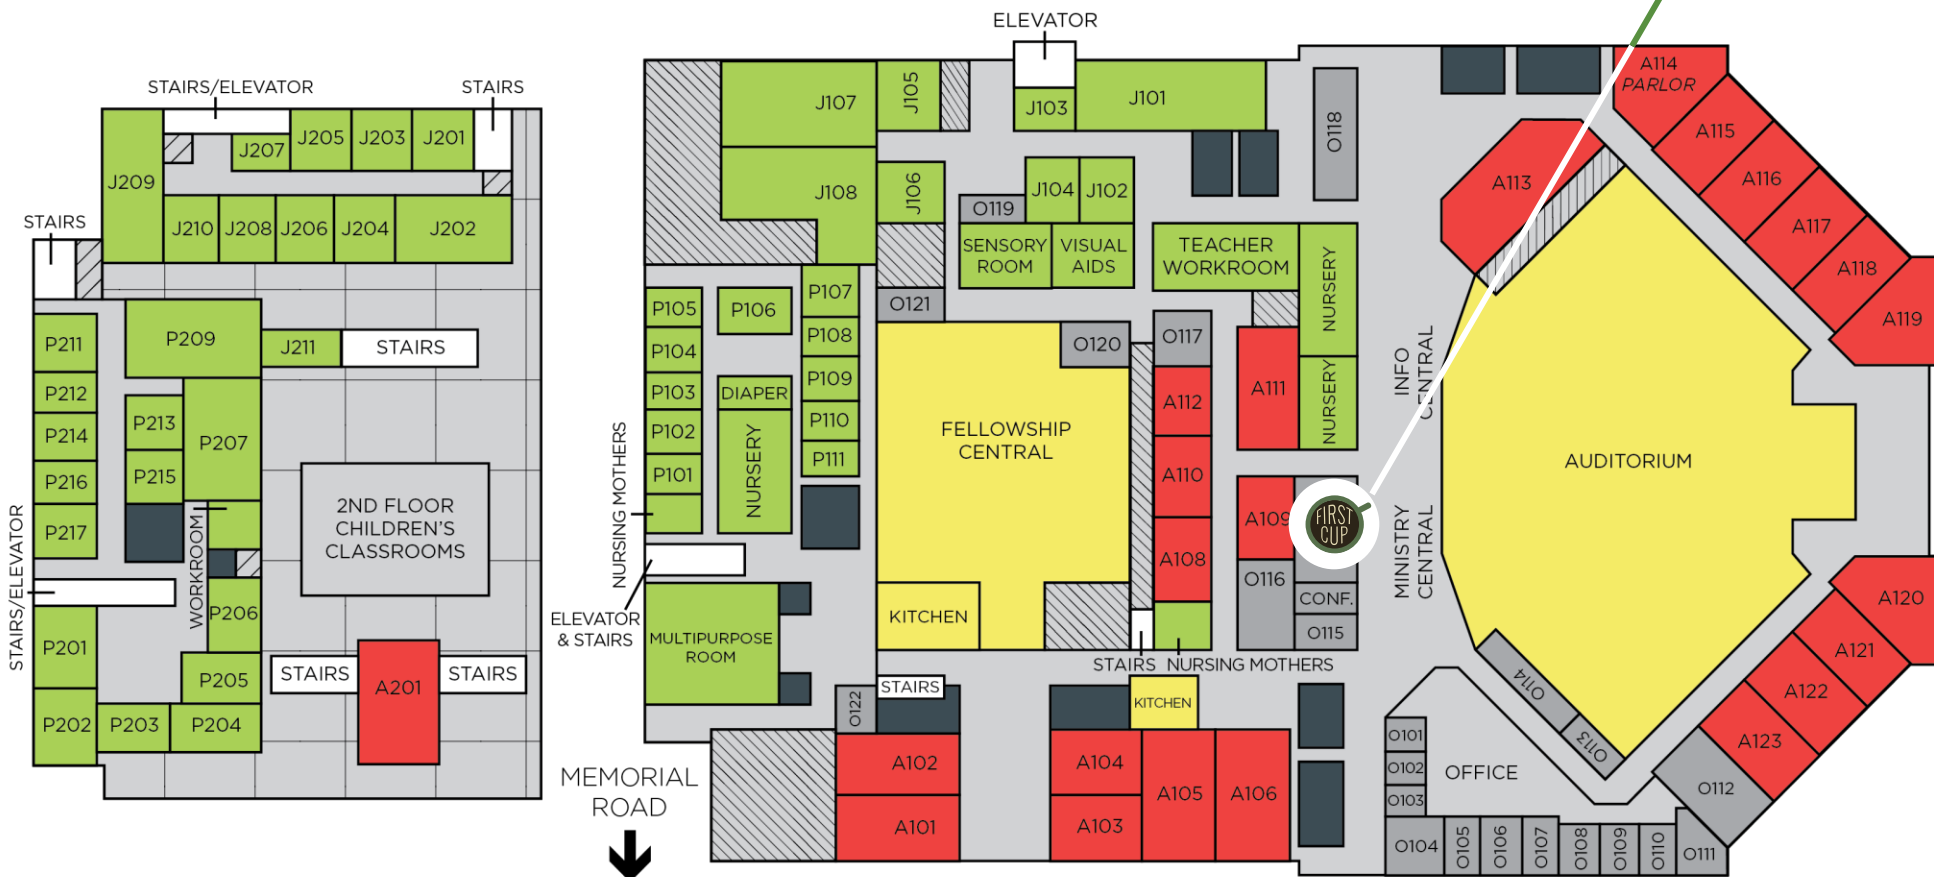 STAIRS/ELEVATOR
STAIRS
J209
J207
J205
J203
J201
J210
J208
J206
J204
J202
STAIRS
P211
P212
P214
P216
P217
P209
J211
STAIRS
P213
P215
P207
WORKROOM
P206
P205
P204
P203
P202
P201
STAIRS/ELEVATOR
2ND FLOOR
CHILDREN'S
CLASSROOMS
STAIRS
A201
STAIRS
ELEVATOR
J107
J105
J103
J101
J108
J106
J104
J102
O119
O118
SENSORY
ROOM
VISUAL
AIDS
TEACHER
WORKROOM
NURSERY
NURSERY
O121
O120
O117
P105
P104
P103
P102
P101
P106
DIAPER
NURSERY
P107
P108
P109
P110
P111
NURSING MOTHERS
ELEVATOR
& STAIRS
MULTIPURPOSE
ROOM
FELLOWSHIP
CENTRAL
KITCHEN
A112
A110
A108
A111
A109
FIRST
CUP
O116
CONF.
O115
STAIRS
NURSING MOTHERS
O122
STAIRS
KITCHEN
A102
A101
A104
A103
A105
A106
MEMORIAL
ROAD
INFO
CENTRAL
MINISTRY
CENTRAL
AUDITORIUM
A113
A114
PARLOR
A115
A116
A117
A118
A119
A120
A121
A122
A123
O114
O113
O112
OFFICE
O101
O102
O103
O104
O105
O106
O107
O108
O109
O110
O111